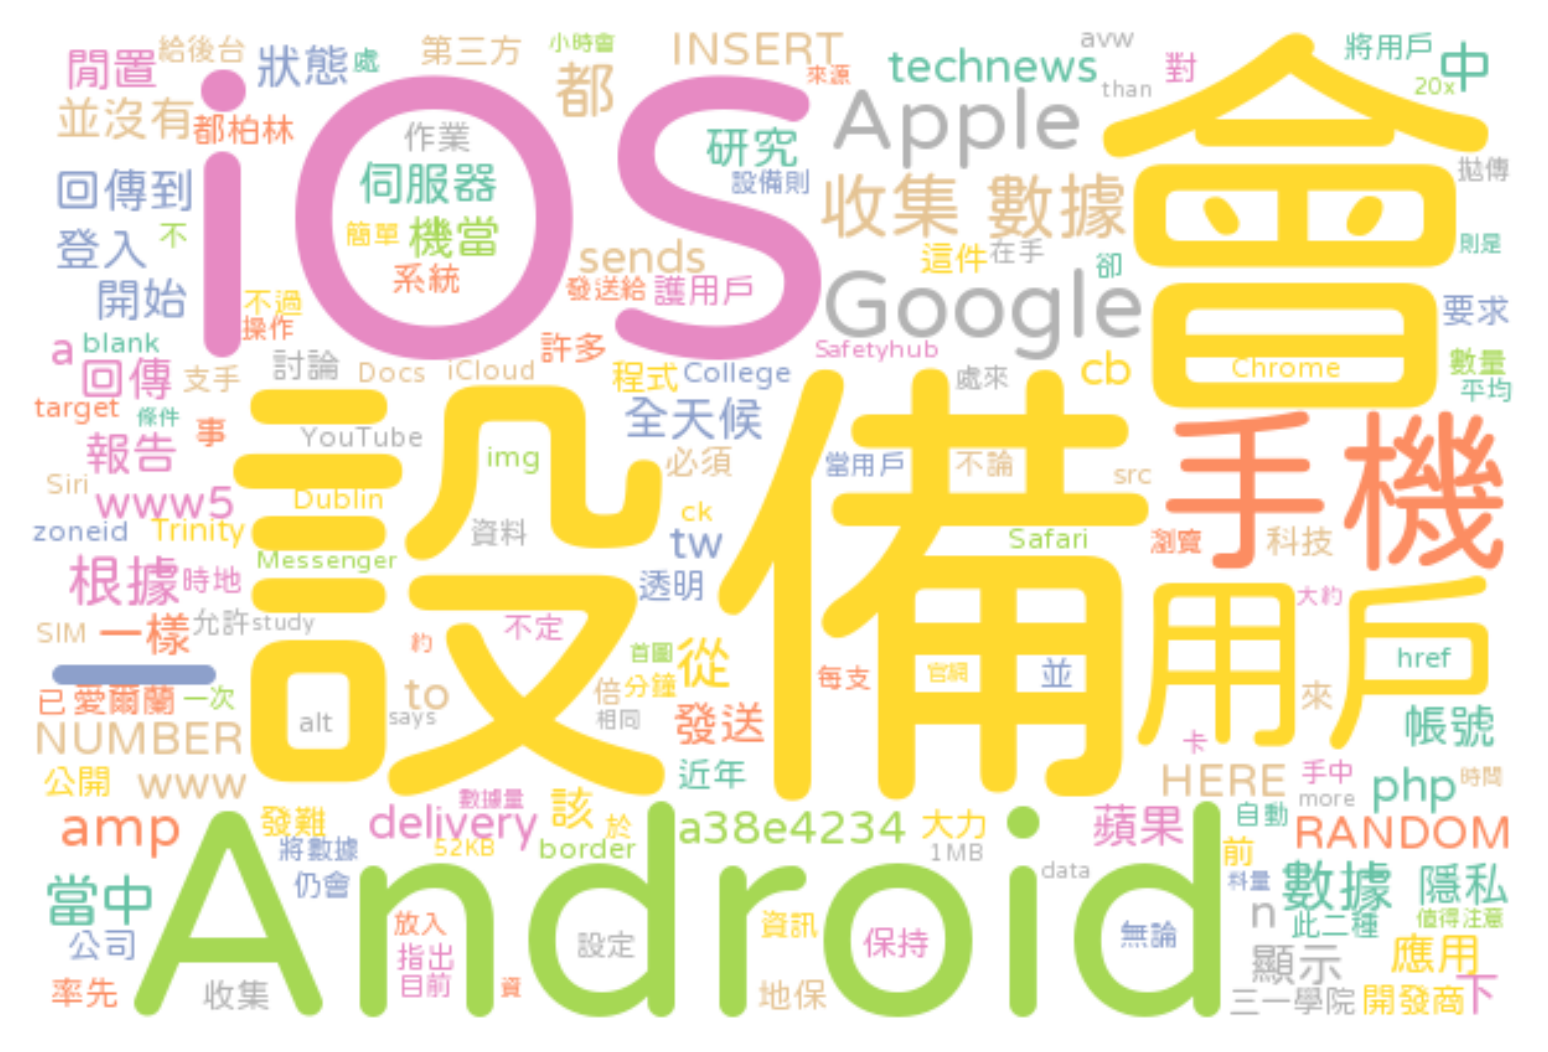 給後台
小時會
avw
將用戶
閒置
狀態
處
第三方
INSERT
technews
對
中
來源
都
20x
than
並沒有
都柏林
iOS
Apple
會
作業
研究
拋傳
回傳到
伺服器
設備則
收集 數據
登入
不
簡單
機當
則是
這件
在手
卻
sends
系統
開始
不過
發送給
護用戶
Google
要求
操作
a
blank
許多
Safetyhub
回傳
支手
討論
Docs
iCloud
程式
College
處來
cb
Chrome
數量
平均
target
條件
事
全天候
報告
YouTube
img
必須
當用戶
不論
src
手機
Siri
www5
Dublin
設備
ck
zoneid
Trinity
資料
tw
Safari
瀏覽
科技
Messenger
根據
時地
透明
用戶
大約
SIM
一樣
允許
study
約
不定
首圖
從
href
一
每支
官網
並
已
愛爾蘭
一次
alt
says
to
倍
分鐘
相同
發送
來
帳號
NUMBER
卡
公開
www
近年
HERE
手中
more
php
時間
數據量
amp
發難
delivery
該
於
a38e4234
大力
蘋果
自動
RANDOM
將數據
52KB
border
1MB
前
Android
data
當中
仍會
料量
數據
隱私
放入
資訊
n
此二種
值得注意
公司
指出
設定
保持
無論
顯示
應用
率先
收集
目前
資
地保
三一學院
開發商
下